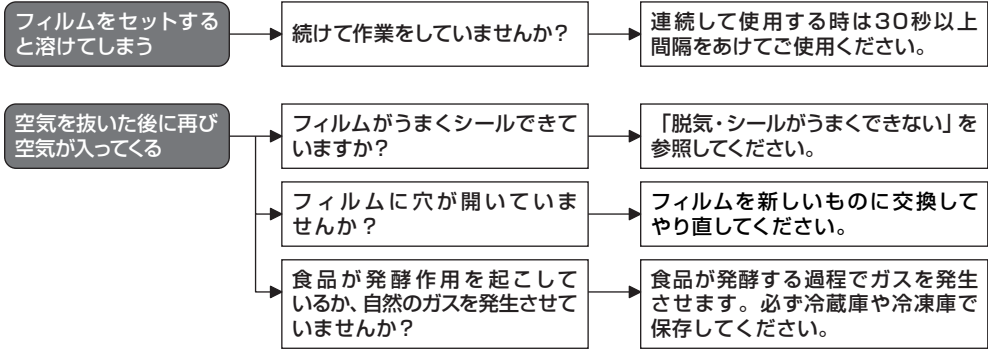 フィルムをセットする
と溶けてしまう
続けて作業をしていませんか？
連続して使用する時は30秒以上
間隔をあけてご使用ください。
空気を抜いた後に再び
空気が入ってくる
フィルムがうまくシールできて
いますか？
「脱気・シールがうまくできない」を
参照してください。
フィルムに穴が開いていま
せんか？
フィルムを新しいものに交換して
やり直してください。
食品が発酵作用を起こして
いるか、自然のガスを発生させて
いませんか？
食品が発酵する過程でガスを発生
させます。必ず冷蔵庫や冷凍庫で
保存してください。